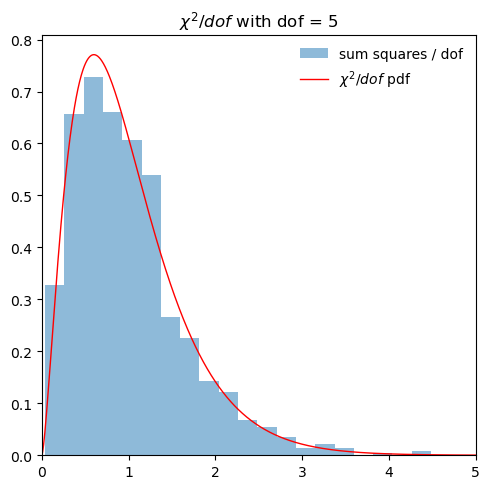 χ²/dof with dof = 5
sum squares / dof
χ²/dof pdf
0.8
0.7
0.6
0.5
0.4
0.3
0.2
0.1
0.0
0 1 2 3 4 5